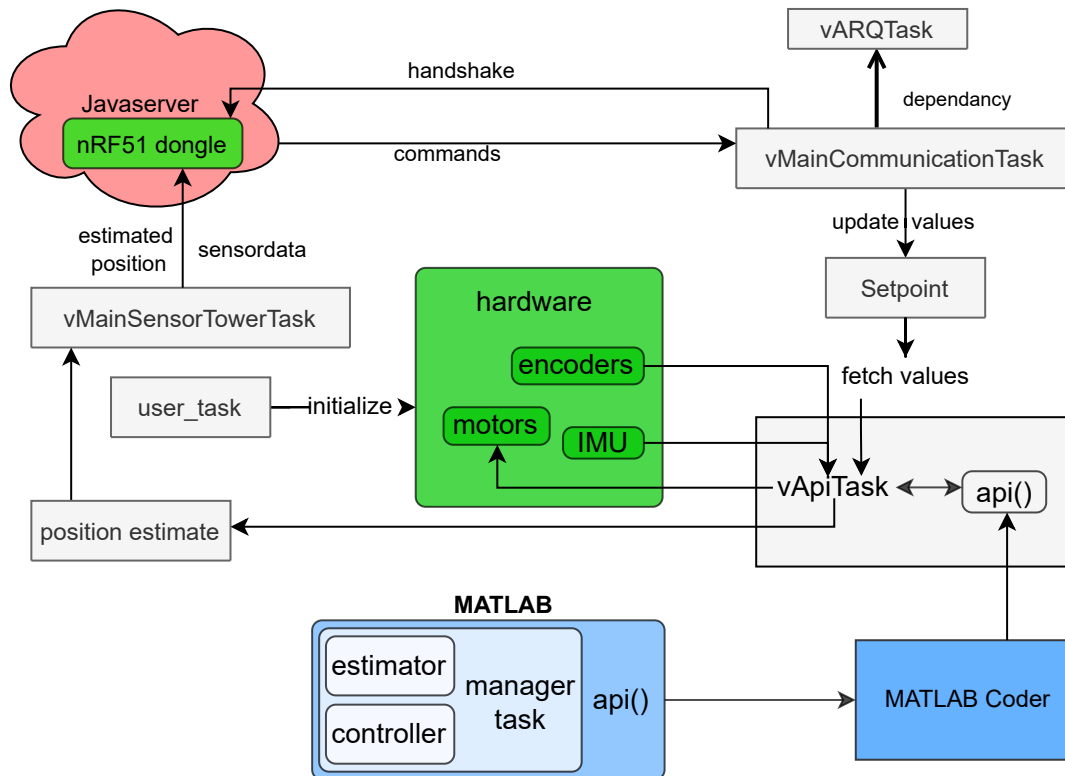 vARQTask
handshake
Javaserver
dependancy
nRF51 dongle
commands
vMainCommunicationTask
estimated
position
sensordata
update values
vMainSensorTowerTask
hardware
Setpoint
encoders
fetch values
user_task
initialize
motors
IMU
vApiTask
api()
position estimate
MATLAB
estimator
manager
task
api()
controller
MATLAB Coder